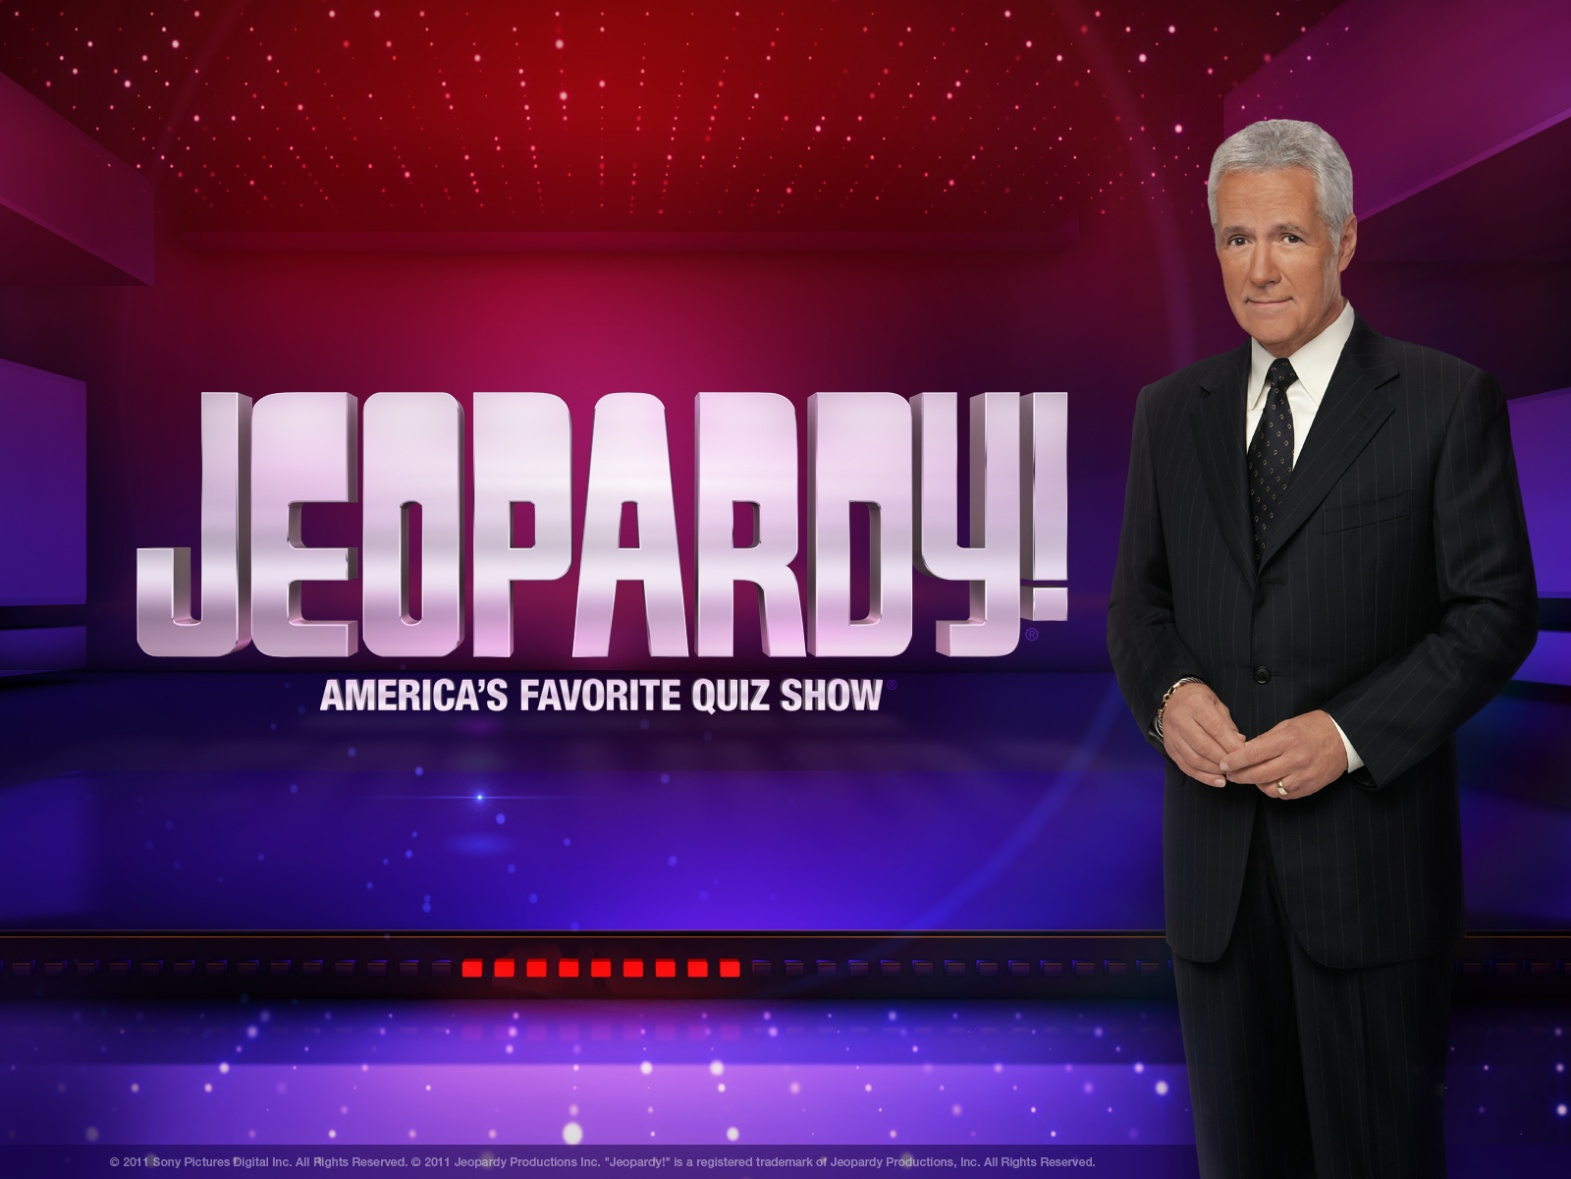 JEOPARDY!®
AMERICA'S FAVORITE QUIZ SHOW®
© 2011 Sony Pictures Digital Inc. All Rights Reserved. © 2011 Jeopardy Productions Inc. "Jeopardy!" is a registered trademark of Jeopardy Productions, Inc. All Rights Reserved.